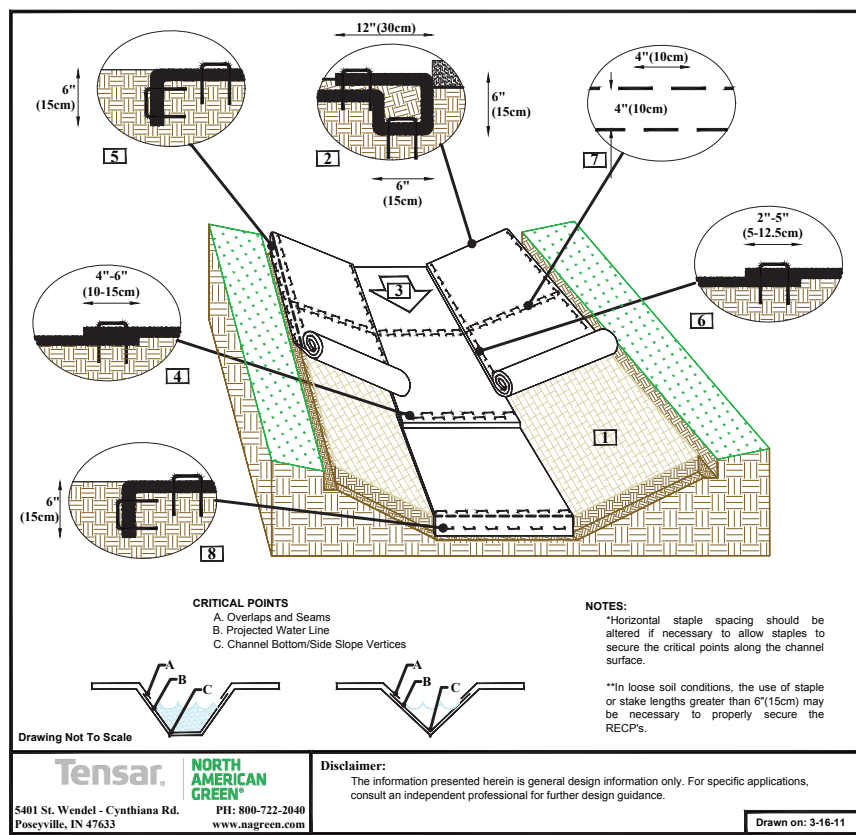 12"(30cm)
6"
(15cm)
5
2
6"
(15cm)
6"
(15cm)
4"(10cm)
4"(10cm)
7
2"-5"
(5-12.5cm)
6
3
4"-6"
(10-15cm)
4
1
6"
(15cm)
8
CRITICAL POINTS
A. Overlaps and Seams
B. Projected Water Line
C. Channel Bottom/Side Slope Vertices
NOTES:
*Horizontal staple spacing should be
altered if necessary to allow staples to
secure the critical points along the channel
surface.
**In loose soil conditions, the use of staple
or stake lengths greater than 6"(15cm) may
be necessary to properly secure the
RECP's.
A
B
C
A
B
C
Drawing Not To Scale
Tensar.
NORTH
AMERICAN
GREEN®
5401 St. Wendel - Cynthiana Rd. PH: 800-722-2040
Poseyville, IN 47633 www.nagreen.com
Disclaimer:
The information presented herein is general design information only. For specific applications,
consult an independent professional for further design guidance.
Drawn on: 3-16-11